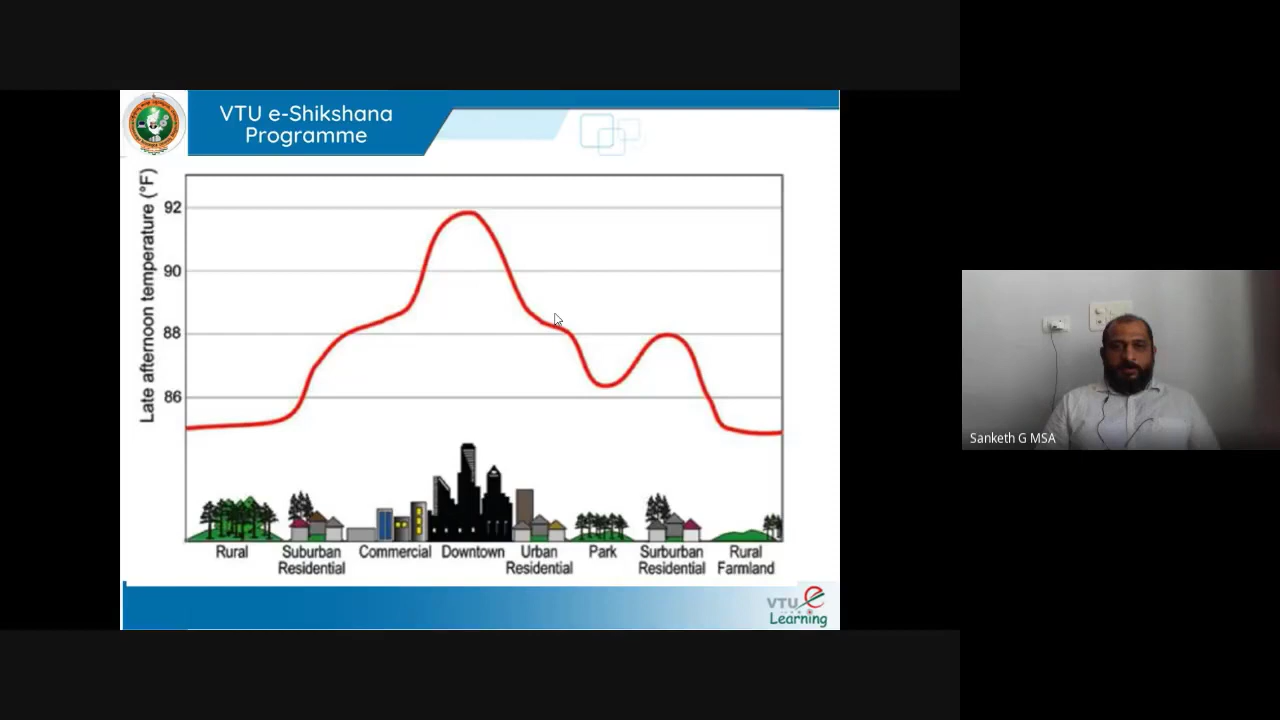 VTU e-Shikshana
Programme
Late afternoon temperature (°F)
92
90
88
86
Rural
Suburban
Residential
Commercial
Downtown
Urban
Residential
Park
Surburban
Residential
Rural
Farmland
VTU
e
Learning
Sanketh G MSA